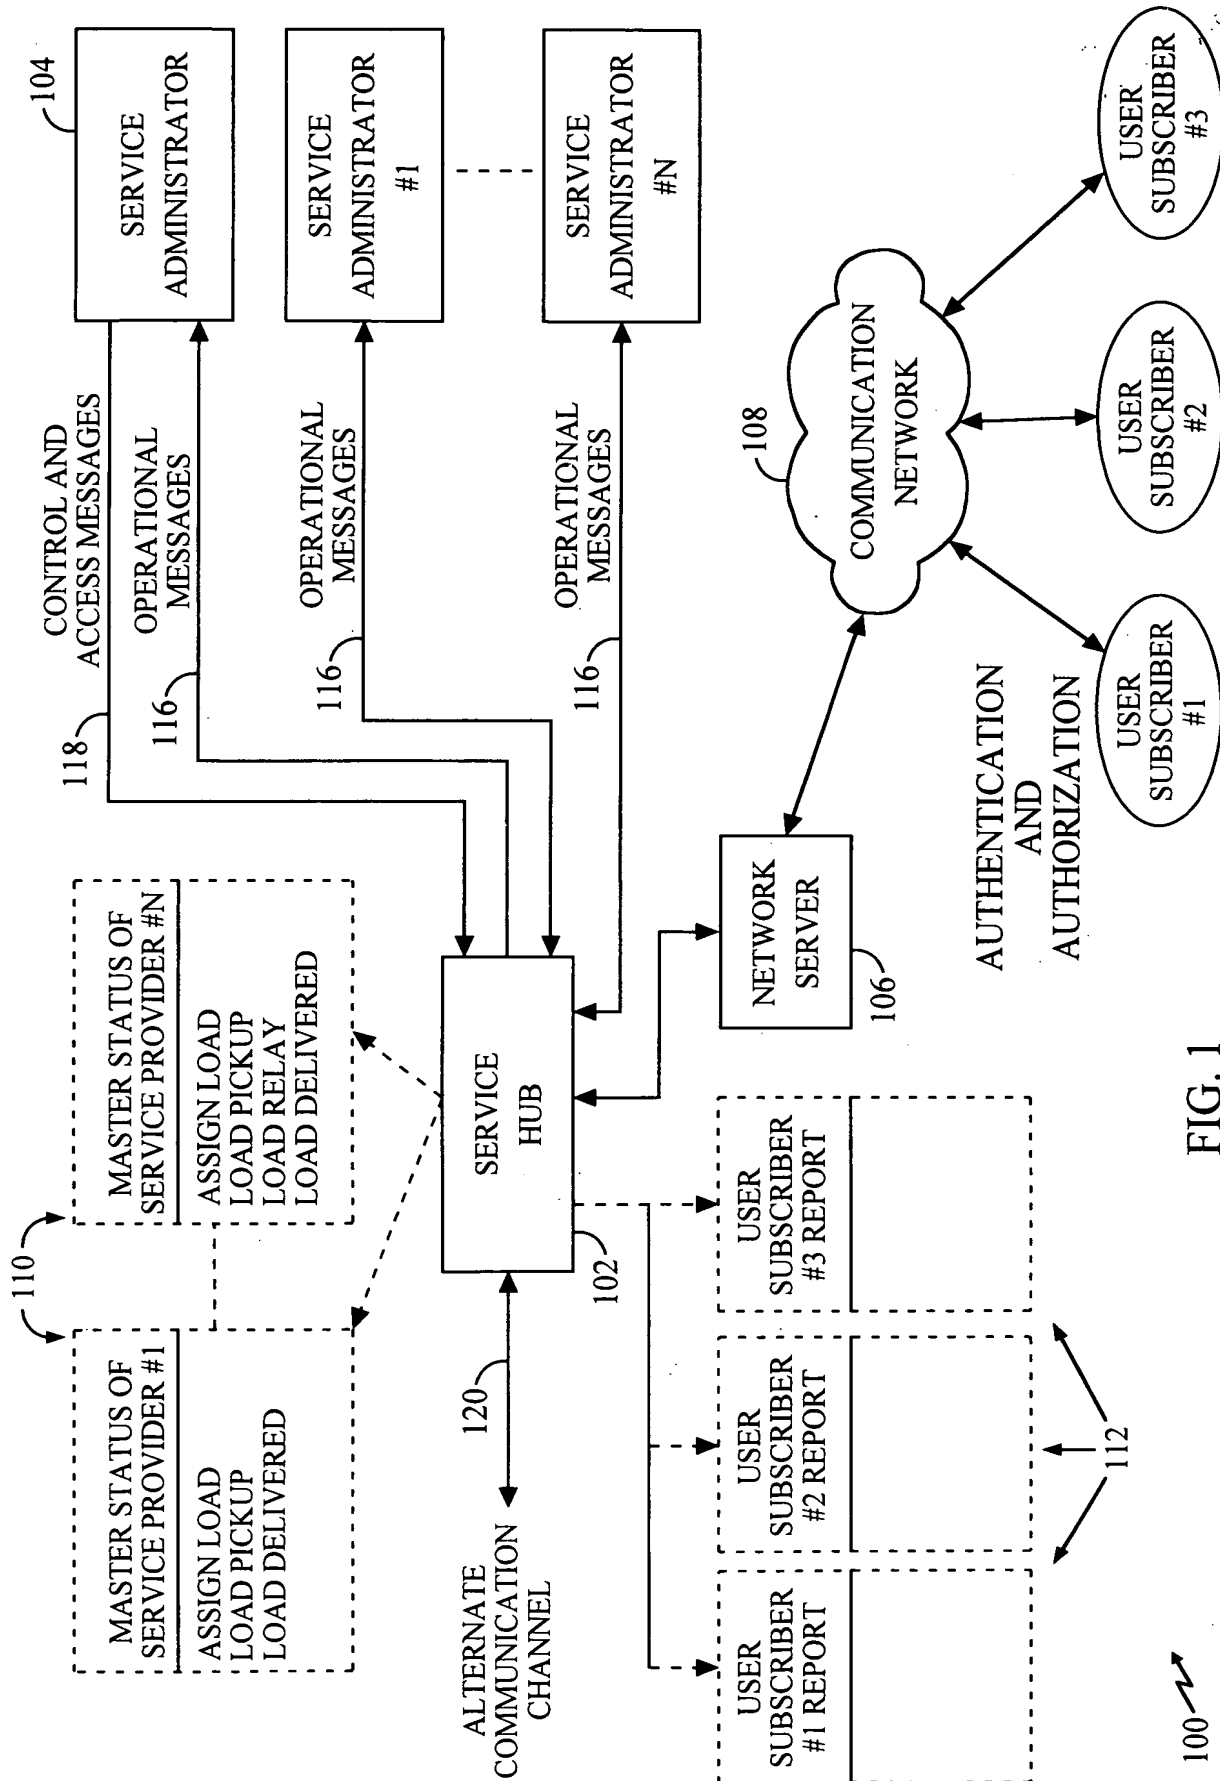 110
MASTER STATUS OF
SERVICE PROVIDER #1
ASSIGN LOAD
LOAD PICKUP
LOAD DELIVERED
MASTER STATUS OF
SERVICE PROVIDER #N
ASSIGN LOAD
LOAD PICKUP
LOAD RELAY
LOAD DELIVERED
118
CONTROL AND
ACCESS MESSAGES
104
SERVICE
ADMINISTRATOR
116
OPERATIONAL
MESSAGES
SERVICE
ADMINISTRATOR
#1
116
OPERATIONAL
MESSAGES
SERVICE
ADMINISTRATOR
#N
116
OPERATIONAL
MESSAGES
ALTERNATE
COMMUNICATION
CHANNEL
120
SERVICE
HUB
102
USER
SUBSCRIBER
#1 REPORT
USER
SUBSCRIBER
#2 REPORT
USER
SUBSCRIBER
#3 REPORT
112
NETWORK
SERVER
106
108
COMMUNICATION
NETWORK
AUTHENTICATION
AND
AUTHORIZATION
USER
SUBSCRIBER
#1
USER
SUBSCRIBER
#2
USER
SUBSCRIBER
#3
100
FIG. 1